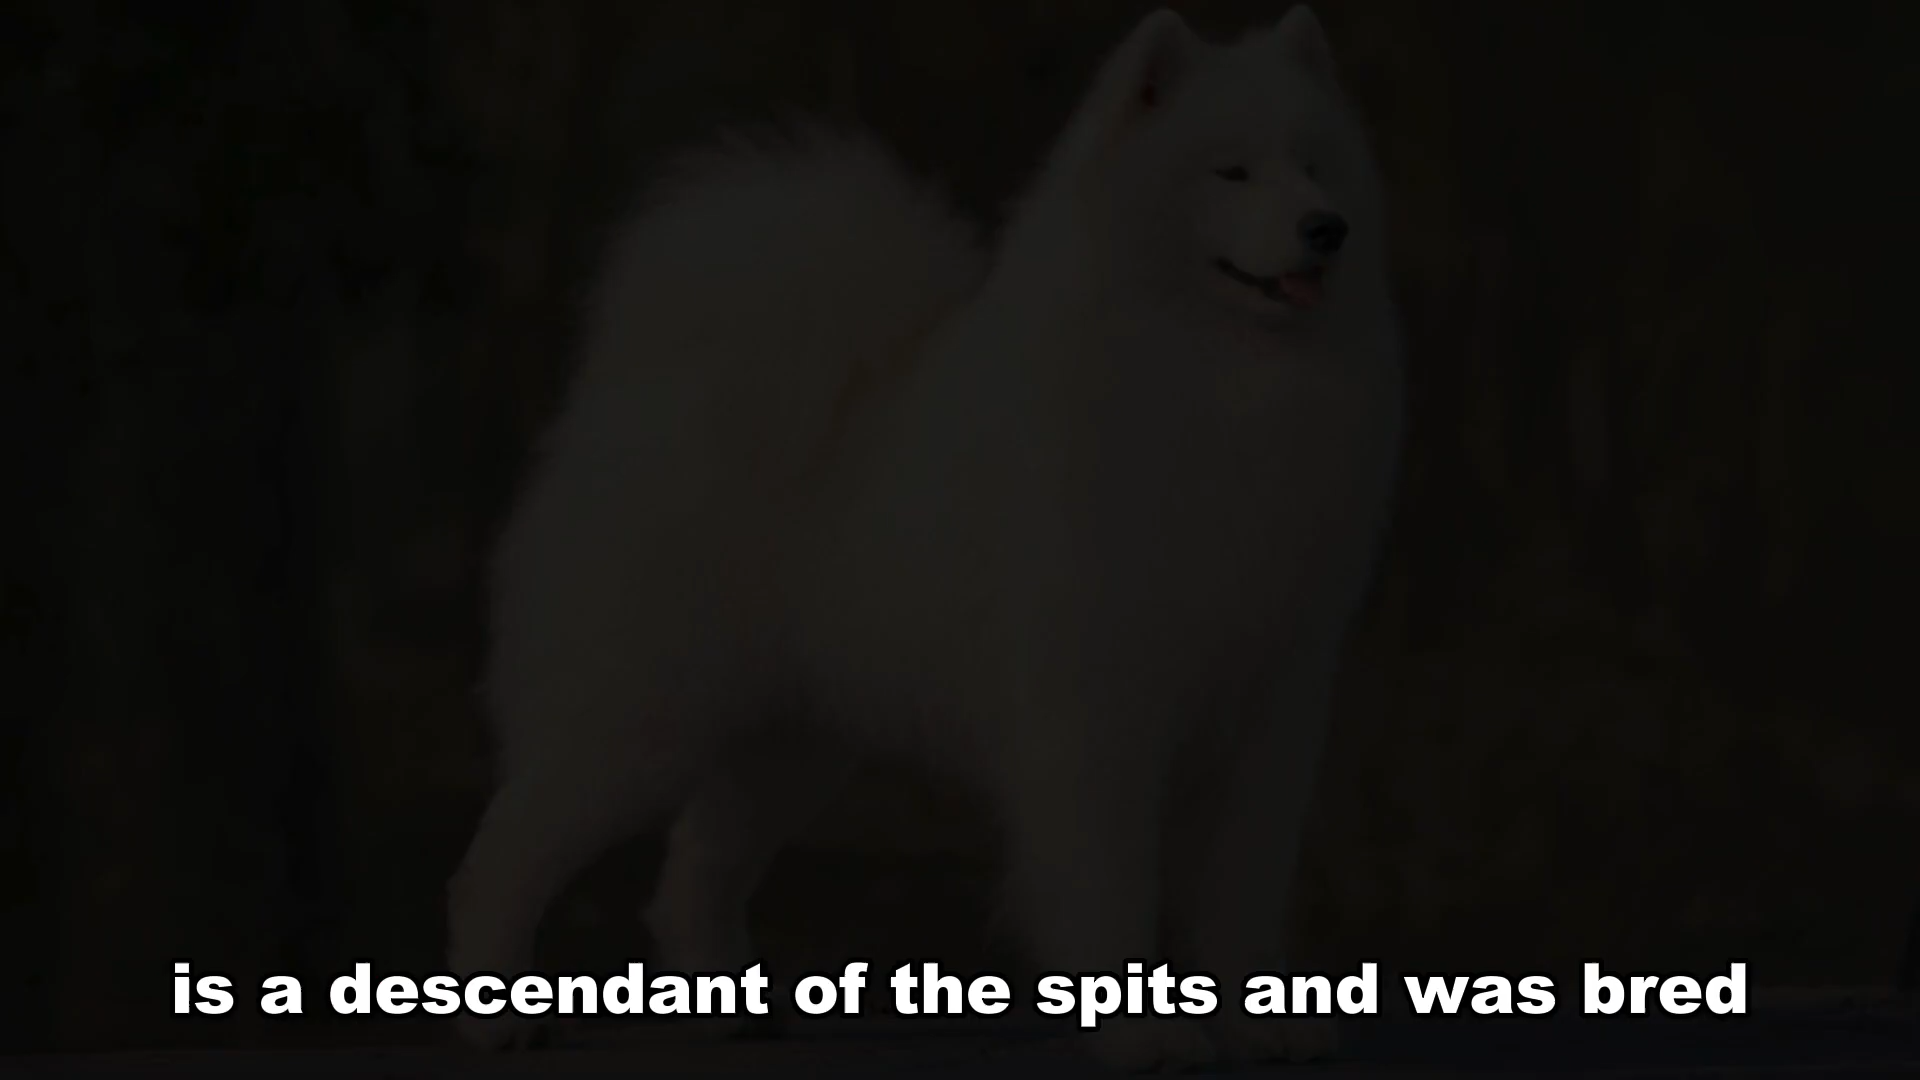 is a descendant of the spits and was bred